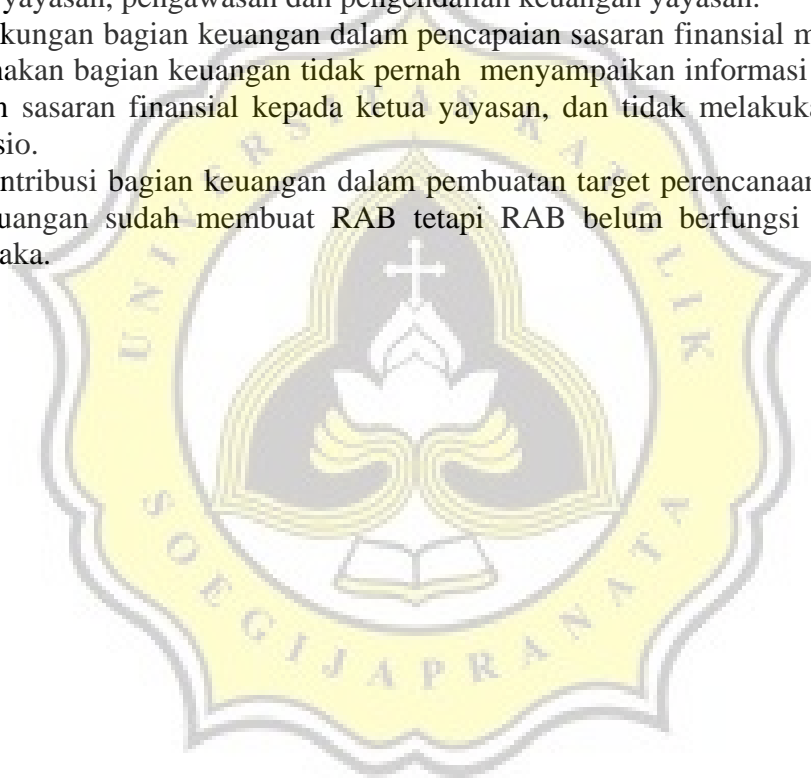 yayasan, pengawasan dan pengendalian keuangan yayasan.
kungan bagian keuangan dalam pencapaian sasaran finansial m
nakan bagian keuangan tidak pernah menyampaikan informasi
n sasaran finansial kepada ketua yayasan, dan tidak melakuka
sio.
ntribusi bagian keuangan dalam pembuatan target perencanaan
uangan sudah membuat RAB tetapi RAB belum berfungsi
aka.
UNIVERSITAS KATOLIK
SOEGIJAPRANATA